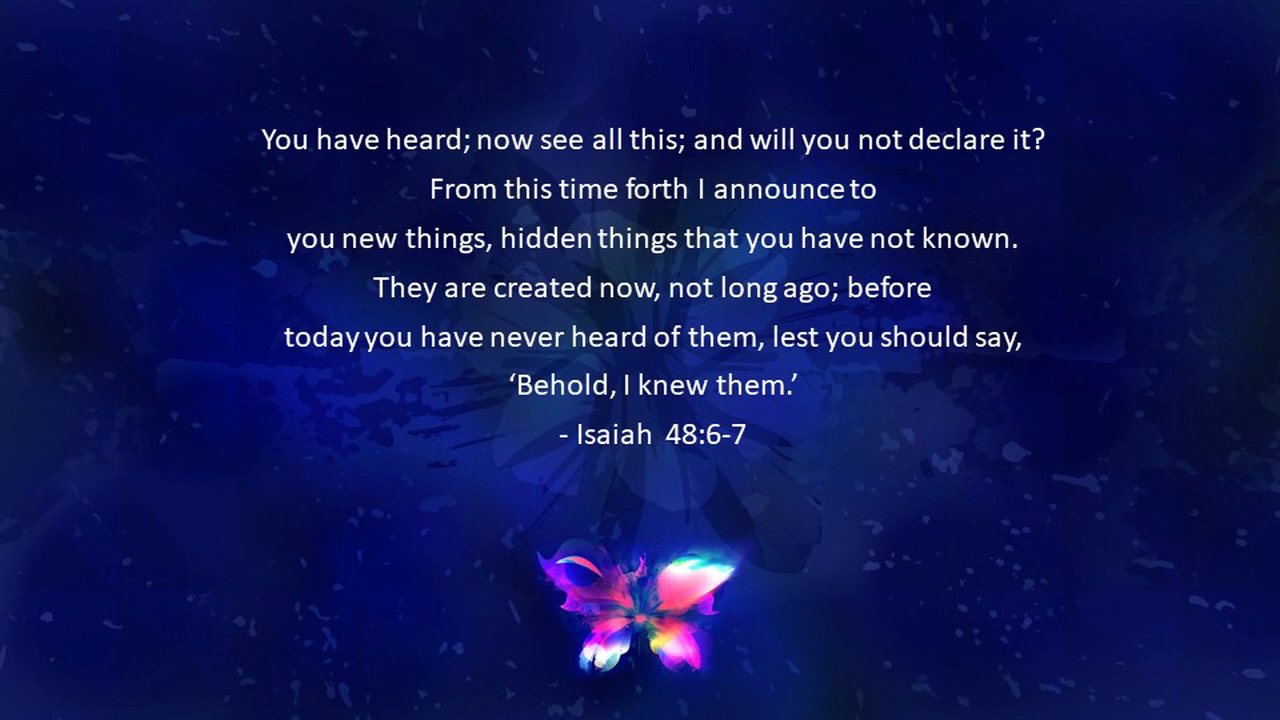 You have heard; now see all this; and will you not declare it?
From this time forth I announce to
you new things, hidden things that you have not known.
They are created now, not long ago; before
today you have never heard of them, lest you should say,
‘Behold, I knew them.’
- Isaiah  48:6-7